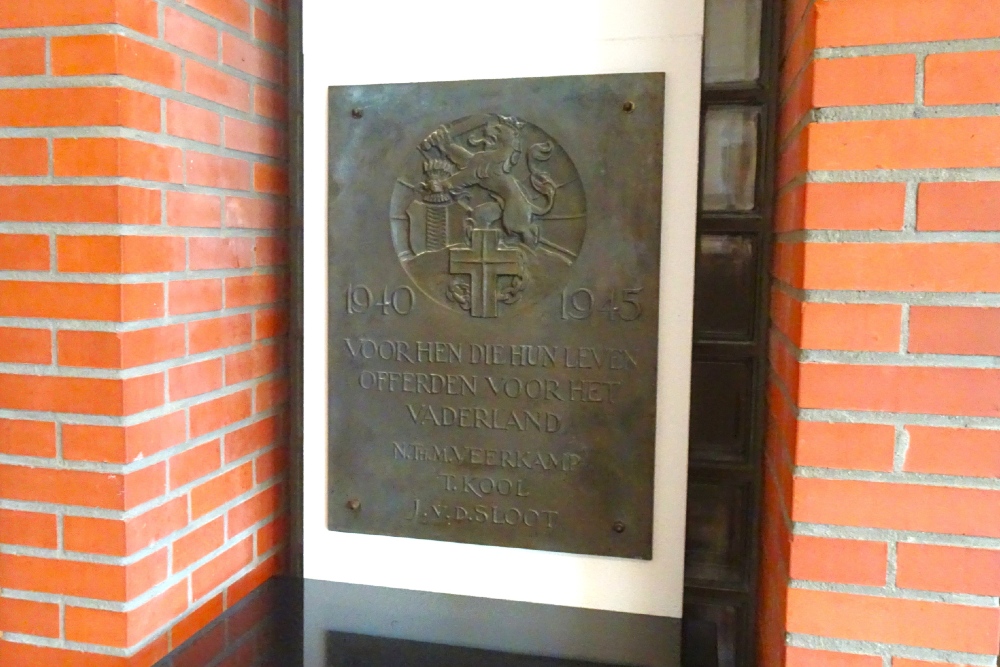 1940 1945
VOOR HEN DIE HUN LEVEN
OFFERDEN VOOR HET
VADERLAND
N.TH.M.VEERKAMP
T.KOOL
J.V.D.SLOOT